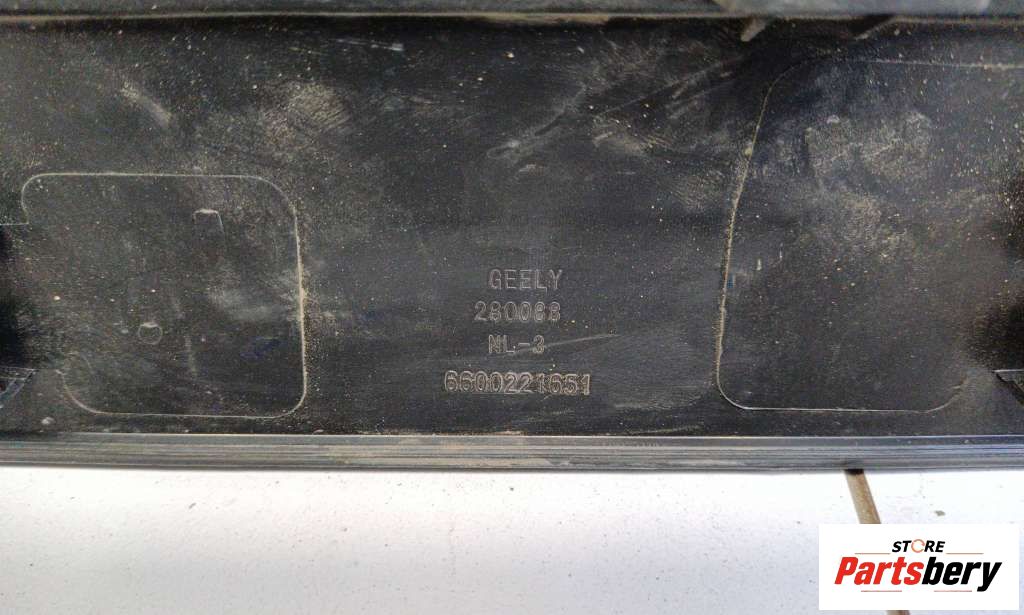 GEELY
280088
NL-3
6600221651
STORE
Partsbery